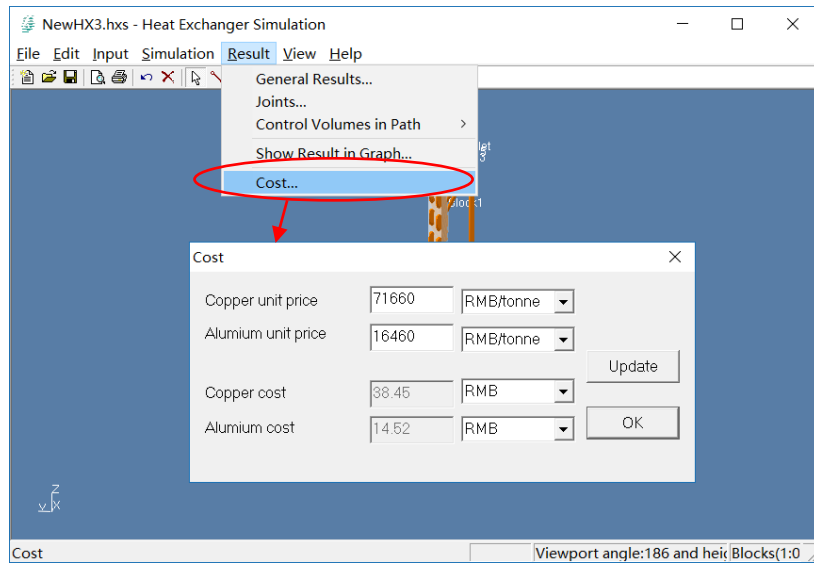 NewHX3.hxs - Heat Exchanger Simulation
File Edit Input Simulation Result View Help
General Results...
Joints...
Control Volumes in Path
Show Result in Graph...
Cost...
Block1
Cost
Copper unit price 71660 RMB/tonne
Alumium unit price 16460 RMB/tonne
Update
Copper cost 38.45 RMB
Alumium cost 14.52 RMB
OK
Z
Y X
Cost Viewport angle:186 and heig Blocks(1:0